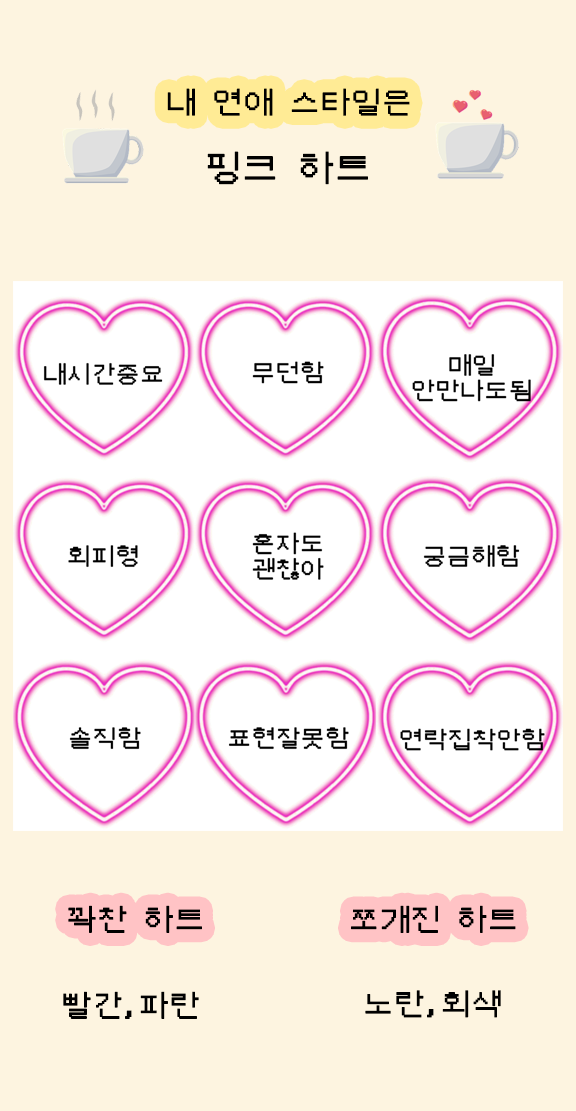 내 연애 스타일은
핑크 하트
내시간중요
무던함
매일
안만나도됨
회피형
혼자도
괜찮아
궁금해함
솔직함
표현잘못함
연락집착안함
꽉찬 하트
쪼개진 하트
빨간,파란
노란,회색